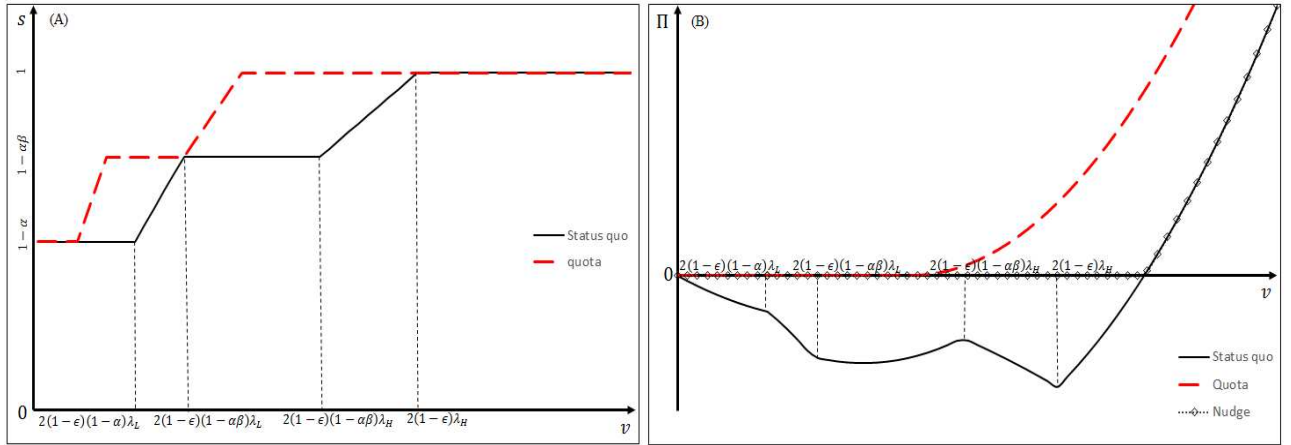 s
(A)
1
1 − αβ
1 − α
0
2(1−ϵ)(1−α)λ_L
2(1−ϵ)(1−αβ)λ_L
2(1−ϵ)(1−αβ)λ_H
2(1−ϵ)λ_H
v
Status quo
quota
Π
(B)
0
2(1−ϵ)(1−α)λ_L
2(1−ϵ)(1−αβ)λ_L
2(1−ϵ)(1−αβ)λ_H
2(1−ϵ)λ_H
v
Status quo
Quota
Nudge